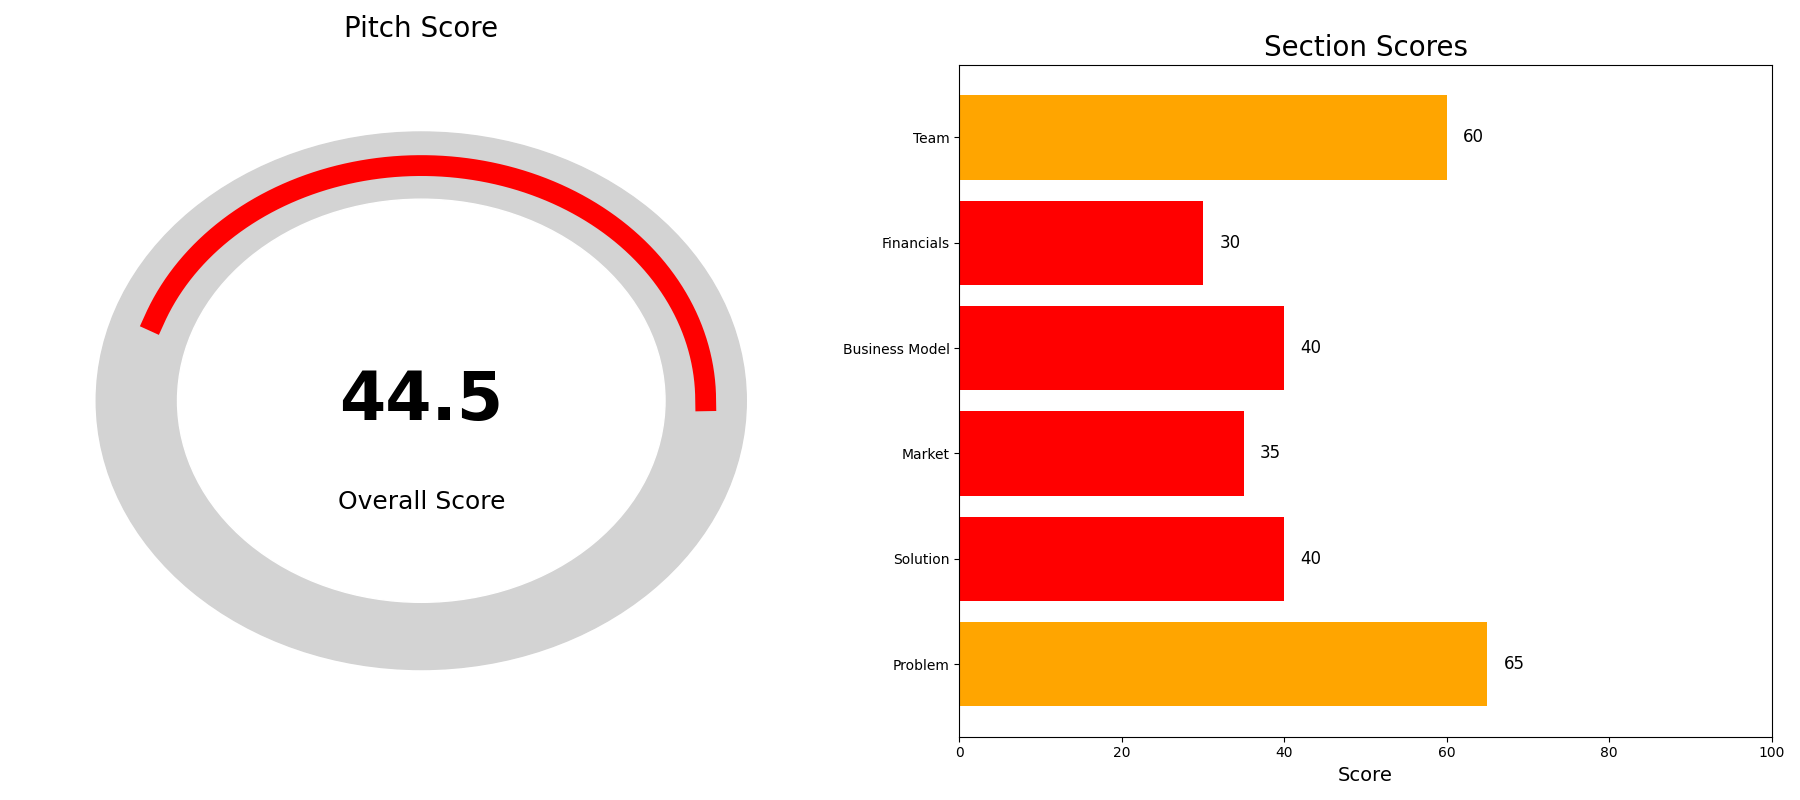 Pitch Score
44.5
Overall Score
Section Scores
Team
60
Financials
30
Business Model
40
Market
35
Solution
40
Problem
65
0 20 40 60 80 100
Score